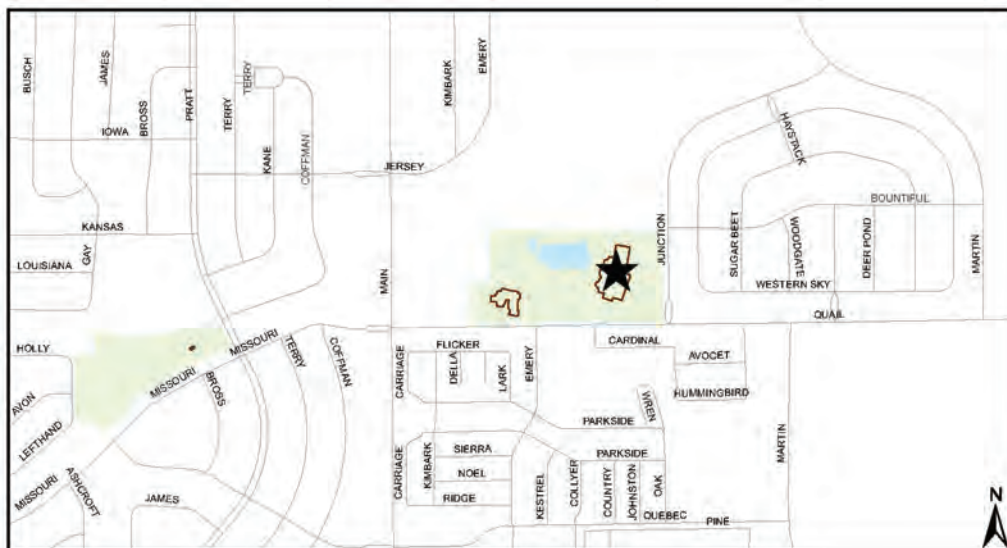 BUSCH
JAMES
BROSS
PRATT
TERRY
TERRY
KIMBARK
EMERY
IOWA
KANE
COFFMAN
JERSEY
HAYSTACK
BOUNTIFUL
KANSAS
GAY
LOUISIANA
MAIN
JUNCTION
SUGAR BEET
WOODGATE
DEER POND
MARTIN
WESTERN SKY
QUAIL
HOLLY
MISSOURI
MISSOURI
TERRY
COFFMAN
BROSS
CARRIAGE
FLICKER
DELLA
LARK
EMERY
CARDINAL
AVOCET
HUMMINGBIRD
AVON
LEFTHAND
WREN
PARKSIDE
MARTIN
MISSOURI
ASHCROFT
JAMES
CARRIAGE
KIMBARK
SIERRA
NOEL
RIDGE
PARKSIDE
KESTREL
COLLYER
COUNTRY
JOHNSTON
OAK
QUEBEC
PINE
N